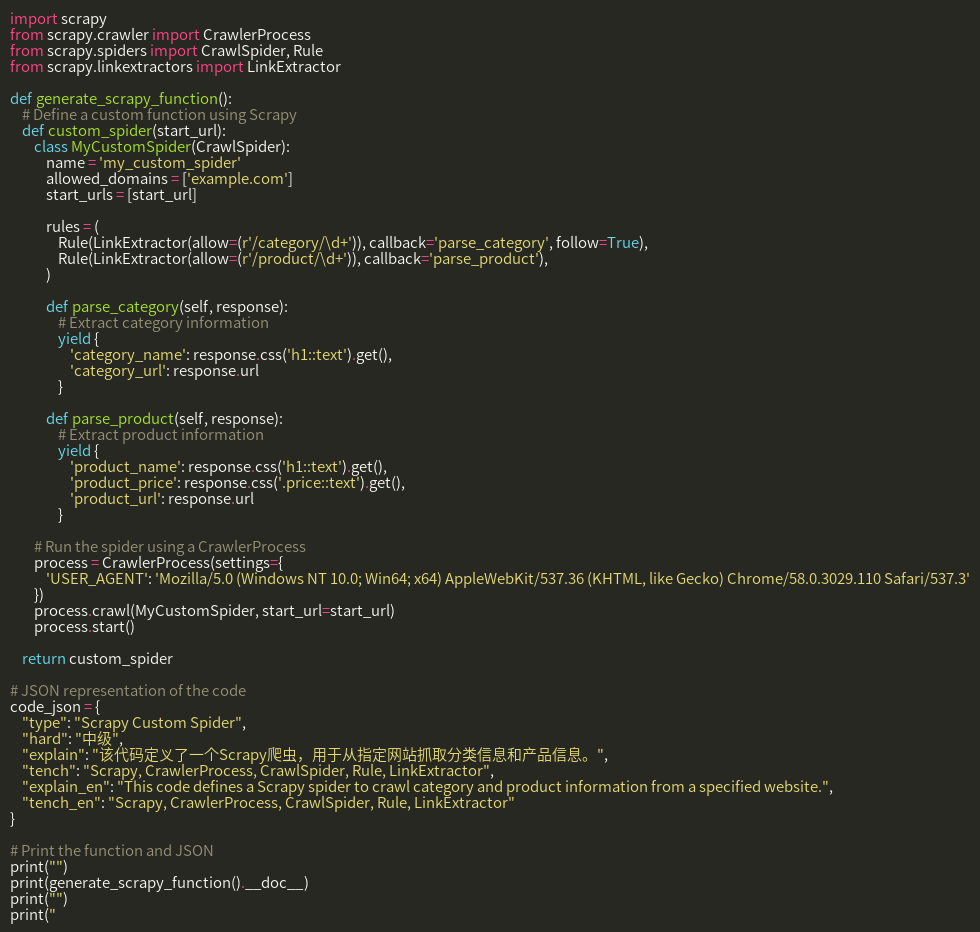 import scrapy
from scrapy.crawler import CrawlerProcess
from scrapy.spiders import CrawlSpider, Rule
from scrapy.linkextractors import LinkExtractor

def generate_scrapy_function():
    # Define a custom function using Scrapy
    def custom_spider(start_url):
        class MyCustomSpider(CrawlSpider):
            name = 'my_custom_spider'
            allowed_domains = ['example.com']
            start_urls = [start_url]

            rules = (
                Rule(LinkExtractor(allow=(r'/category/\d+')), callback='parse_category', follow=True),
                Rule(LinkExtractor(allow=(r'/product/\d+')), callback='parse_product'),
            )

            def parse_category(self, response):
                # Extract category information
                yield {
                    'category_name': response.css('h1::text').get(),
                    'category_url': response.url
                }

            def parse_product(self, response):
                # Extract product information
                yield {
                    'product_name': response.css('h1::text').get(),
                    'product_price': response.css('.price::text').get(),
                    'product_url': response.url
                }

        # Run the spider using a CrawlerProcess
        process = CrawlerProcess(settings={
            'USER_AGENT': 'Mozilla/5.0 (Windows NT 10.0; Win64; x64) AppleWebKit/537.36 (KHTML, like Gecko) Chrome/58.0.3029.110 Safari/537.3'
        })
        process.crawl(MyCustomSpider, start_url=start_url)
        process.start()

    return custom_spider

# JSON representation of the code
code_json = {
    "type": "Scrapy Custom Spider",
    "hard": "中级",
    "explain": "该代码定义了一个Scrapy爬虫，用于从指定网站抓取分类信息和产品信息。",
    "tench": "Scrapy, CrawlerProcess, CrawlSpider, Rule, LinkExtractor",
    "explain_en": "This code defines a Scrapy spider to crawl category and product information from a specified website.",
    "tench_en": "Scrapy, CrawlerProcess, CrawlSpider, Rule, LinkExtractor"
}

# Print the function and JSON
print("")
print(generate_scrapy_function().__doc__)
print("")
print("